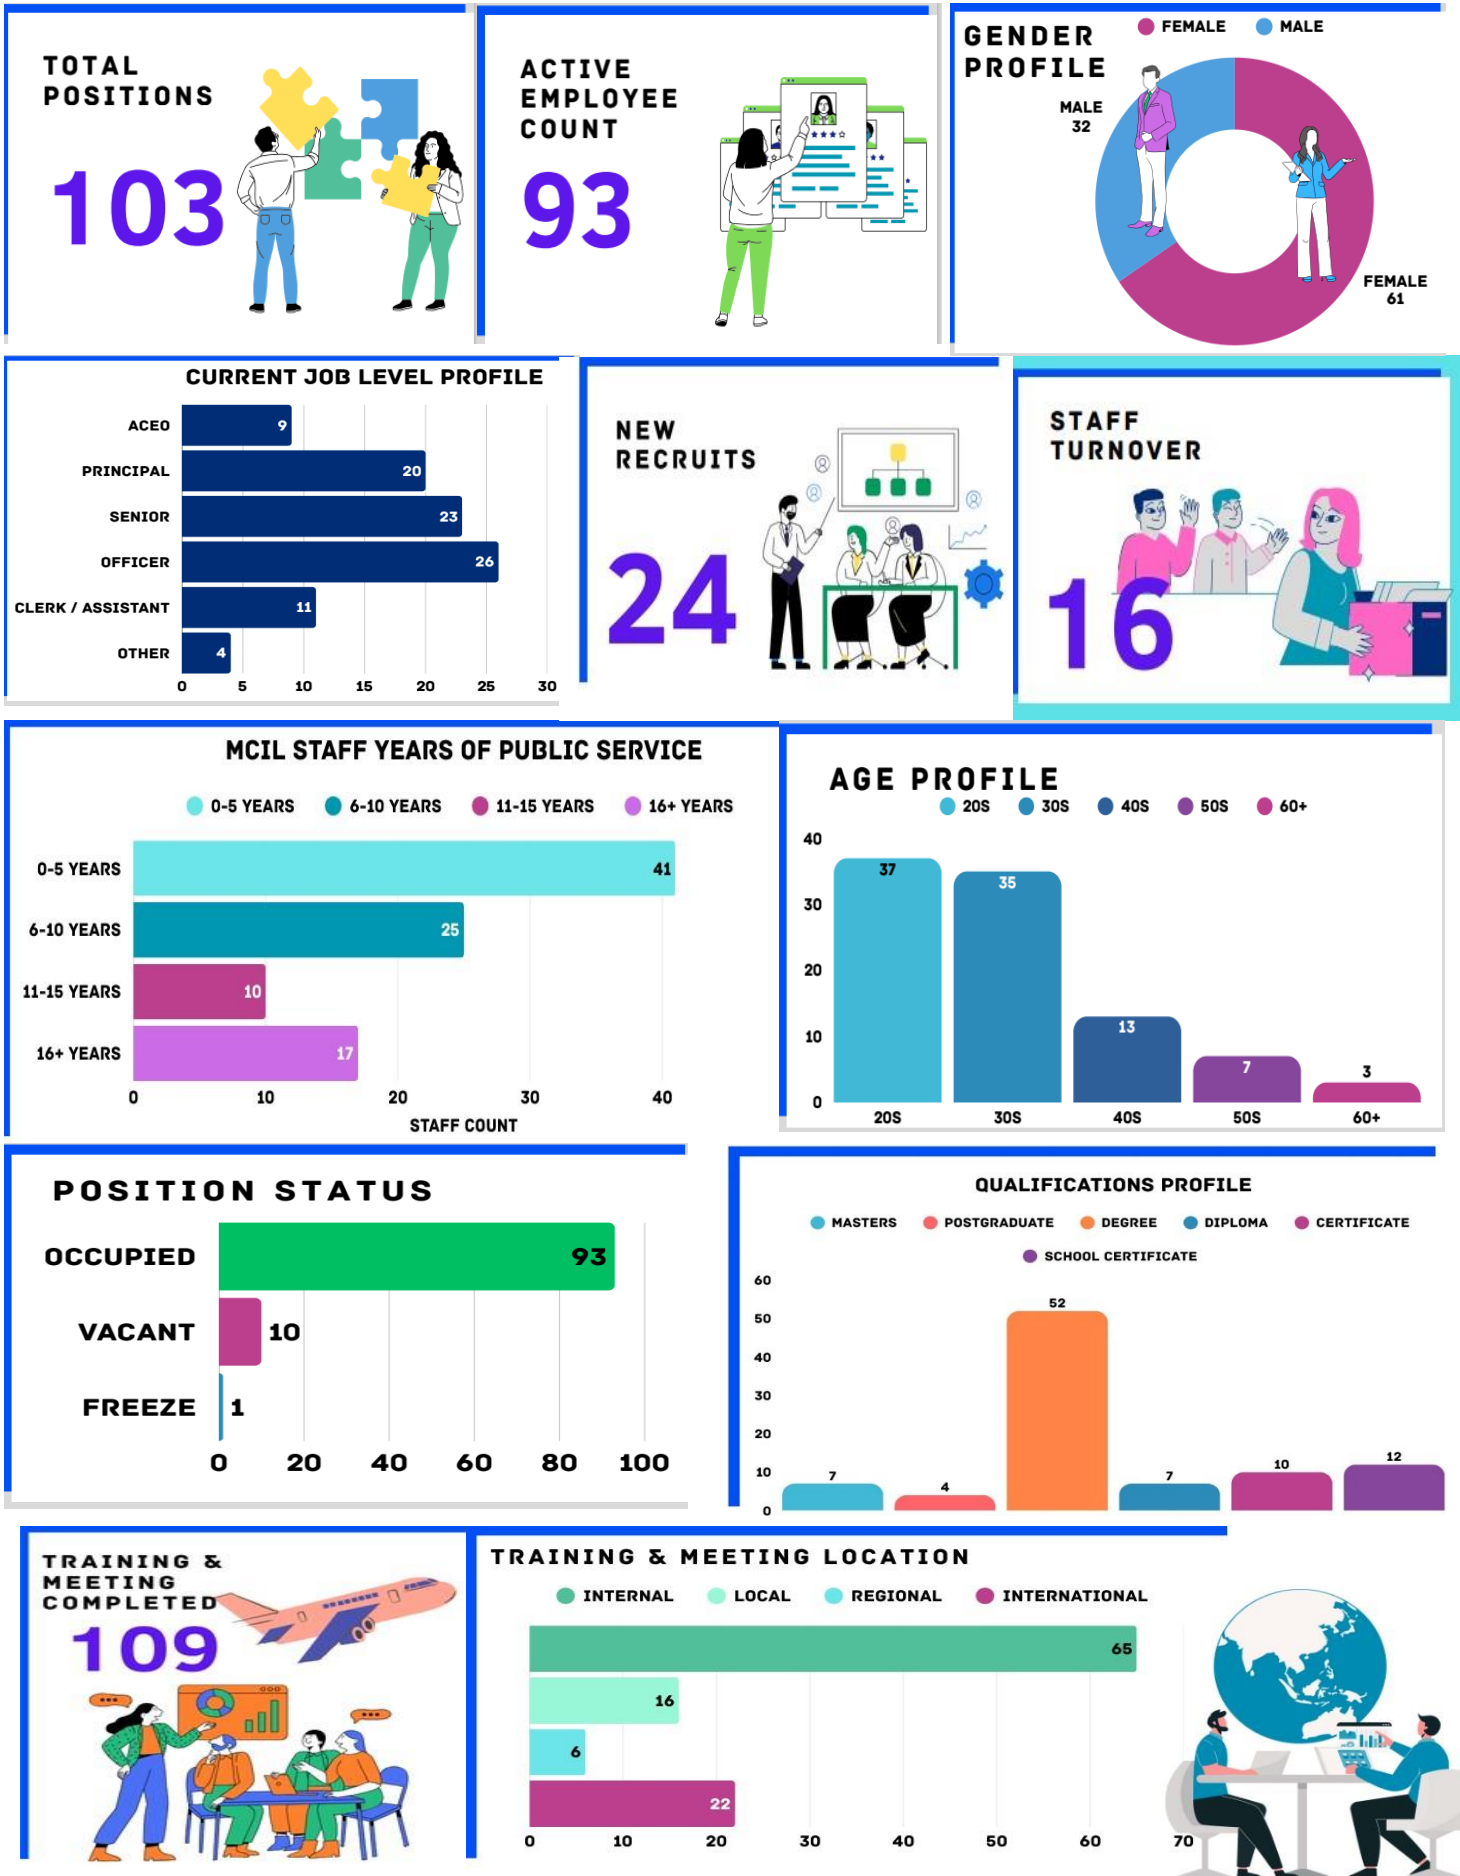 TOTAL
POSITIONS
103
ACTIVE
EMPLOYEE
COUNT
93
GENDER
PROFILE
FEMALE MALE
MALE
32
FEMALE
61
CURRENT JOB LEVEL PROFILE
ACEO 9
PRINCIPAL 20
SENIOR 23
OFFICER 26
CLERK / ASSISTANT 11
OTHER 4
0 5 10 15 20 25 30
NEW
RECRUITS
24
STAFF
TURNOVER
16
MCIL STAFF YEARS OF PUBLIC SERVICE
0-5 YEARS 6-10 YEARS 11-15 YEARS 16+ YEARS
0-5 YEARS 41
6-10 YEARS 25
11-15 YEARS 10
16+ YEARS 17
0 10 20 30 40
STAFF COUNT
AGE PROFILE
20S 30S 40S 50S 60+
40
30
20
10
0
37
35
13
7
3
20S 30S 40S 50S 60+
POSITION STATUS
OCCUPIED 93
VACANT 10
FREEZE 1
0 20 40 60 80 100
QUALIFICATIONS PROFILE
MASTERS POSTGRADUATE DEGREE DIPLOMA CERTIFICATE
SCHOOL CERTIFICATE
60
50
40
30
20
10
0
7
4
52
7
10
12
TRAINING &
MEETING
COMPLETED
109
TRAINING & MEETING LOCATION
INTERNAL LOCAL REGIONAL INTERNATIONAL
65
16
6
22
0 10 20 30 40 50 60 70